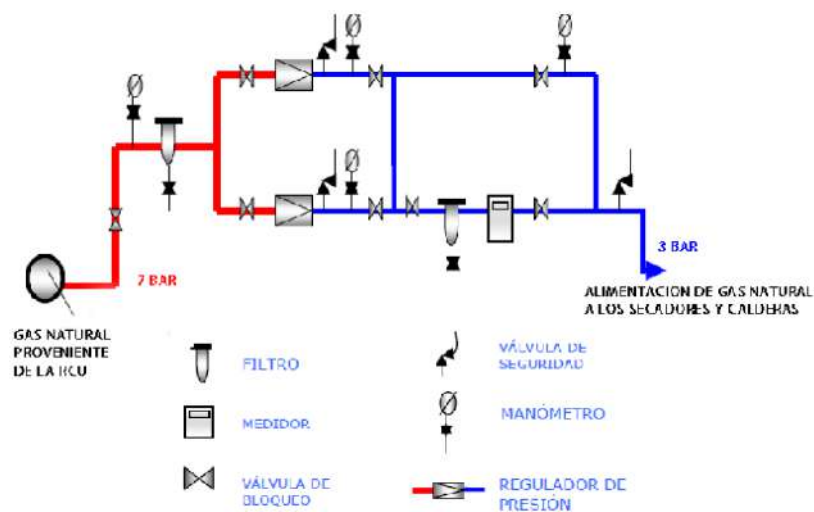 7 BAR
3 BAR
GAS NATURAL
PROVENIENTE
DE LA RCU
ALIMENTACION DE GAS NATURAL
A LOS SECADORES Y CALDERAS
FILTRO
VÁLVULA DE
SEGURIDAD
MEDIDOR
MANÓMETRO
VÁLVULA DE
BLOQUEO
REGULADOR DE
PRESIÓN